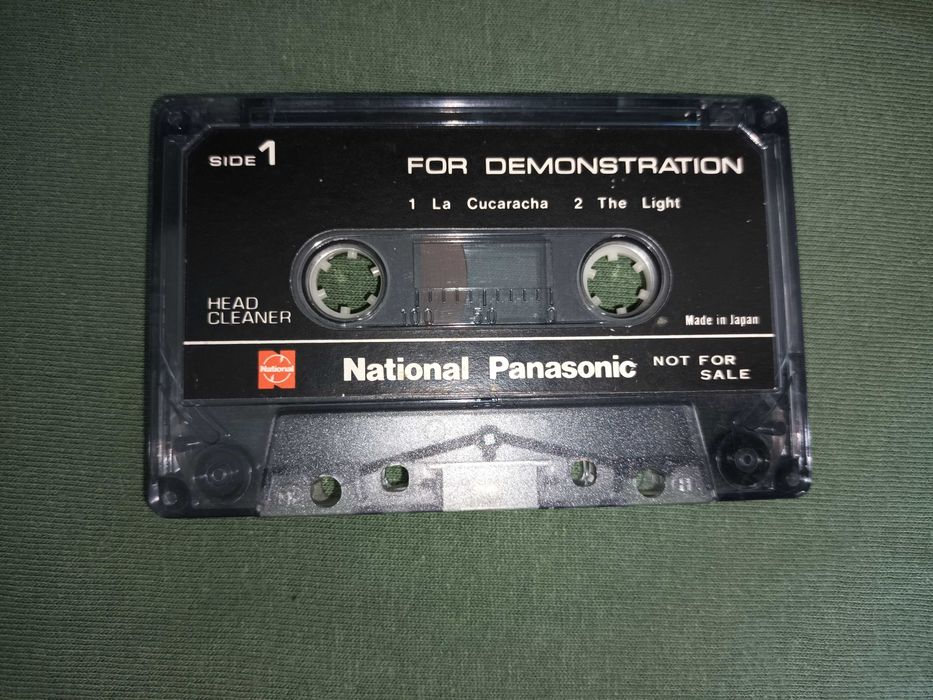 SIDE 1
FOR DEMONSTRATION
1 La Cucaracha 2 The Light
100 50 0
HEAD
CLEANER
Made in Japan
National
National Panasonic
NOT FOR
SALE